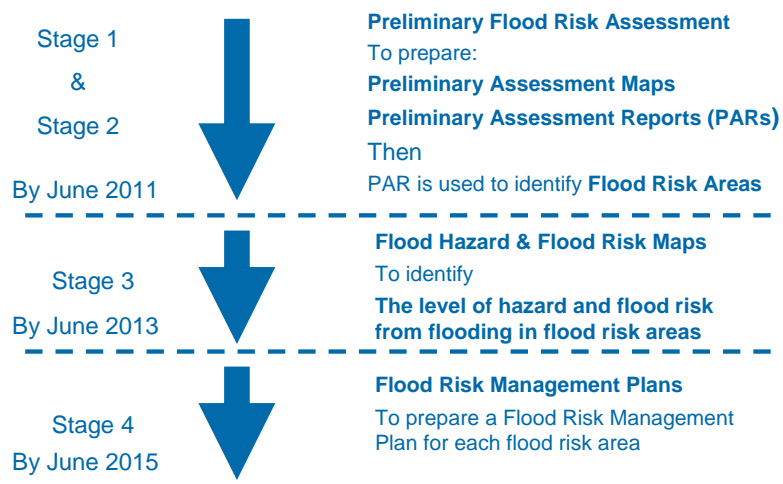 Stage 1
&
Stage 2
By June 2011
Preliminary Flood Risk Assessment
To prepare:
Preliminary Assessment Maps
Preliminary Assessment Reports (PARs)
Then
PAR is used to identify Flood Risk Areas
Stage 3
By June 2013
Flood Hazard & Flood Risk Maps
To identify
The level of hazard and flood risk
from flooding in flood risk areas
Stage 4
By June 2015
Flood Risk Management Plans
To prepare a Flood Risk Management
Plan for each flood risk area